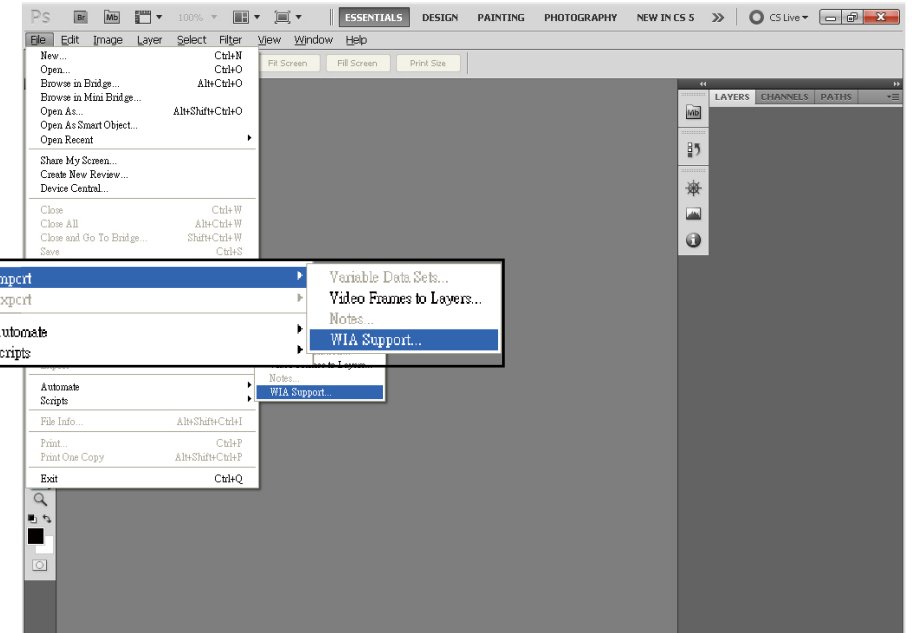 PS Br Mb 100% ESSENTIALS DESIGN PAINTING PHOTOGRAPHY NEW IN CS 5 CS Live
File Edit Image Layer Select Filter View Window Help
Fit Screen Fill Screen Print Size
New... Ctrl+N
Open... Ctrl+O
Browse in Bridge... Alt+Ctrl+O
Browse in Mini Bridge...
Open As... Alt+Shift+Ctrl+O
Open As Smart Object...
Open Recent
Share My Screen...
Create New Review...
Device Central...
Close Ctrl+W
Close All Alt+Ctrl+W
Close and Go To Bridge... Shift+Ctrl+W
Save Ctrl+S
mport
xport
utomate
cripts
Variable Data Sets...
Video Frames to Layers...
Notes...
WIA Support...
Notes...
WIA Support...
Automate
Scripts
File Info... Alt+Shift+Ctrl+I
Print... Ctrl+P
Print One Copy Alt+Shift+Ctrl+P
Exit Ctrl+Q
LAYERS CHANNELS PATHS
Mb